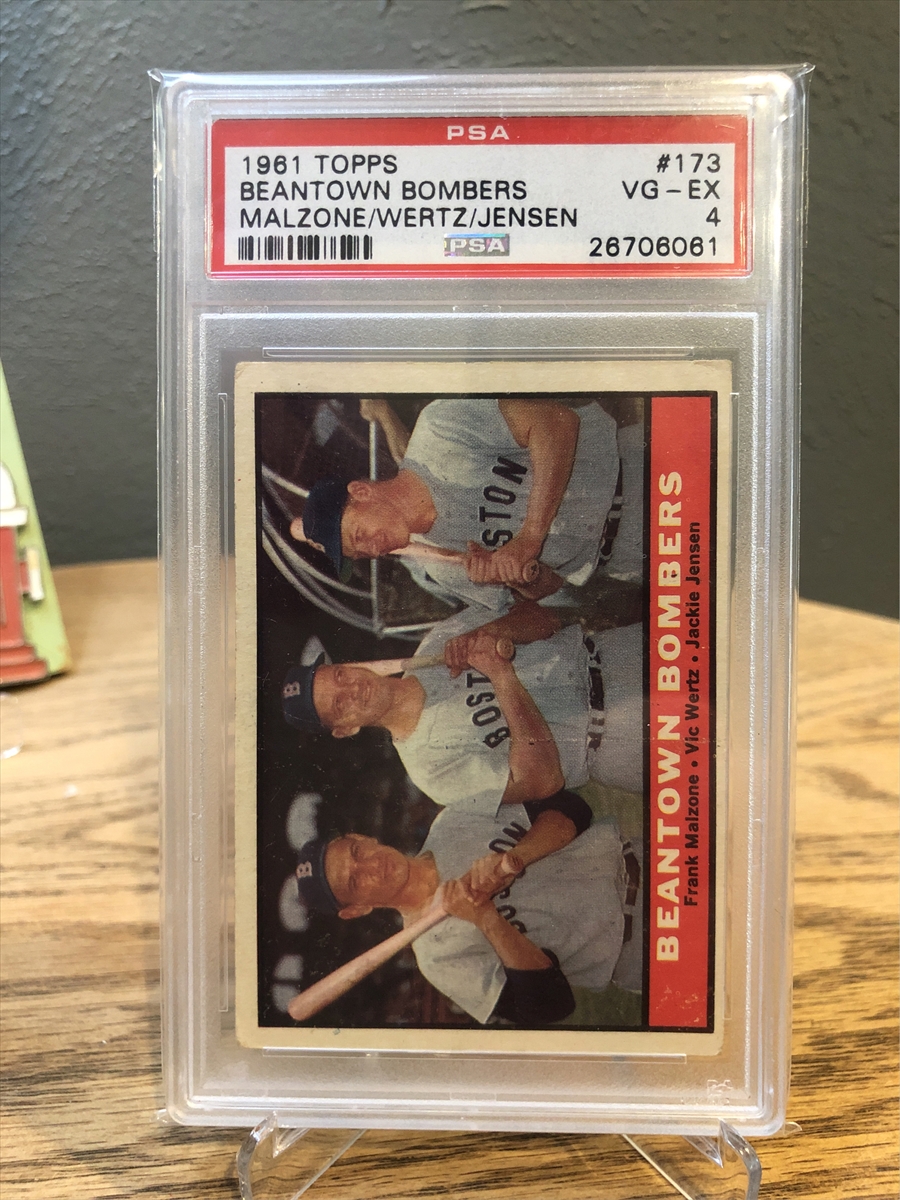 PSA
1961 TOPPS #173
BEANTOWN BOMBERS VG-EX
MALZONE/WERTZ/JENSEN 4
PSA 26706061
BEANTOWN BOMBERS
Frank Malzone • Vic Wertz • Jackie Jensen
B
B
BOSTON
BOST
STON